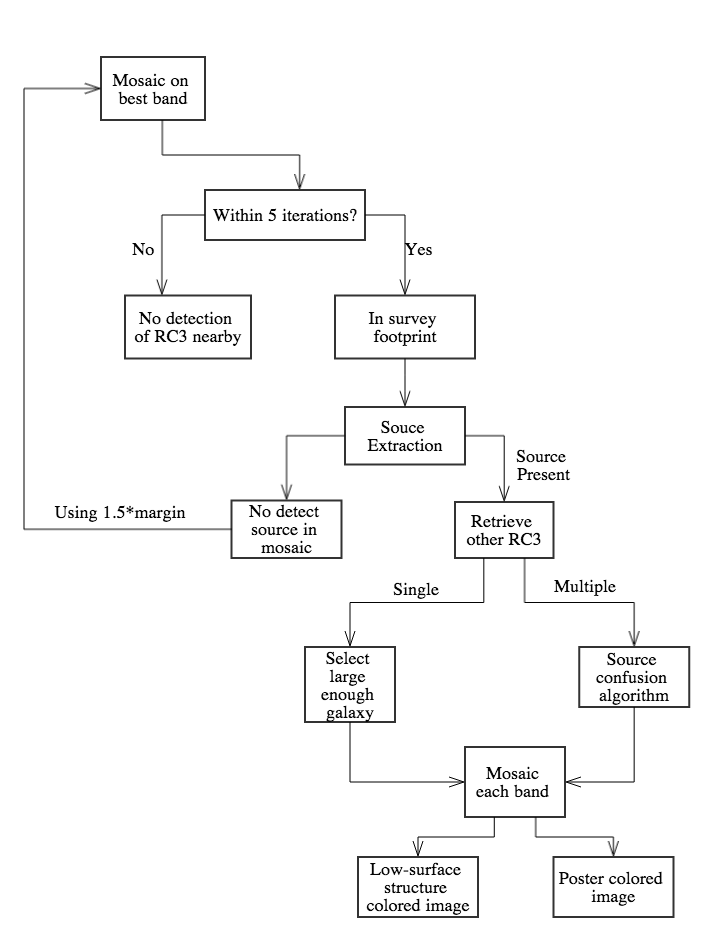 Mosaic on
best band
Within 5 iterations?
No
Yes
No detection
of RC3 nearby
In survey
footprint
Souce
Extraction
Source
Present
Using 1.5*margin
No detect
source in
mosaic
Retrieve
other RC3
Single
Multiple
Select
large
enough
galaxy
Source
confusion
algorithm
Mosaic
each band
Low-surface
structure
colored image
Poster colored
image